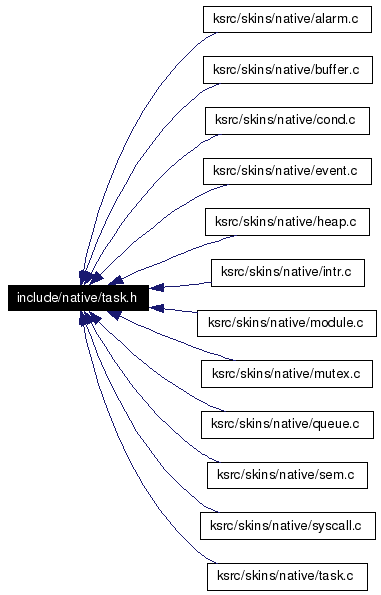 ksrc/skins/native/alarm.c
ksrc/skins/native/buffer.c
ksrc/skins/native/cond.c
ksrc/skins/native/event.c
ksrc/skins/native/heap.c
ksrc/skins/native/intr.c
include/native/task.h
ksrc/skins/native/module.c
ksrc/skins/native/mutex.c
ksrc/skins/native/queue.c
ksrc/skins/native/sem.c
ksrc/skins/native/syscall.c
ksrc/skins/native/task.c